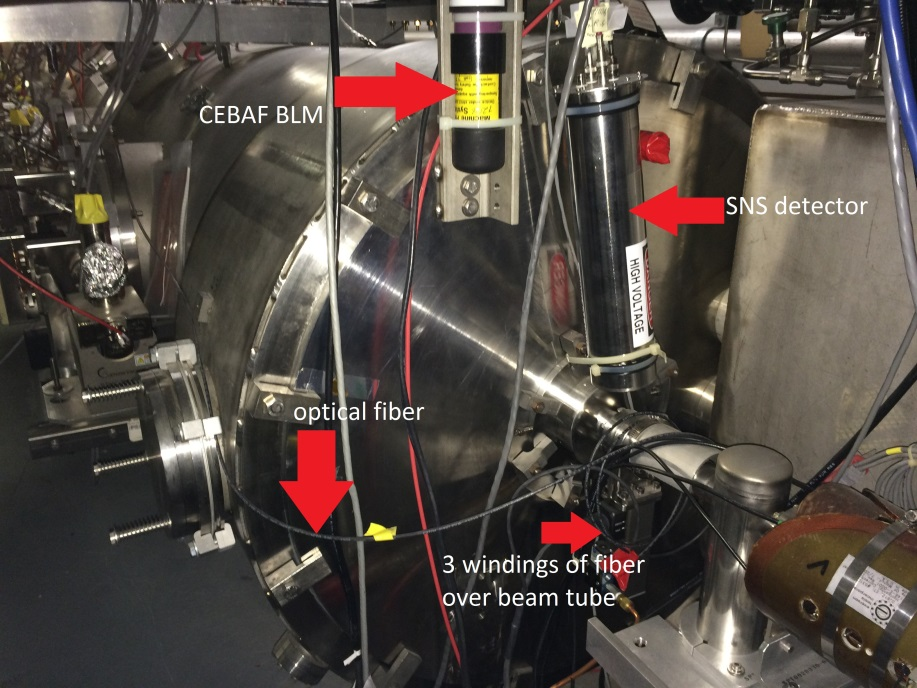 CEBAF BLM
SNS detector
HIGH VOLTAGE
optical fiber
3 windings of fiber
over beam tube